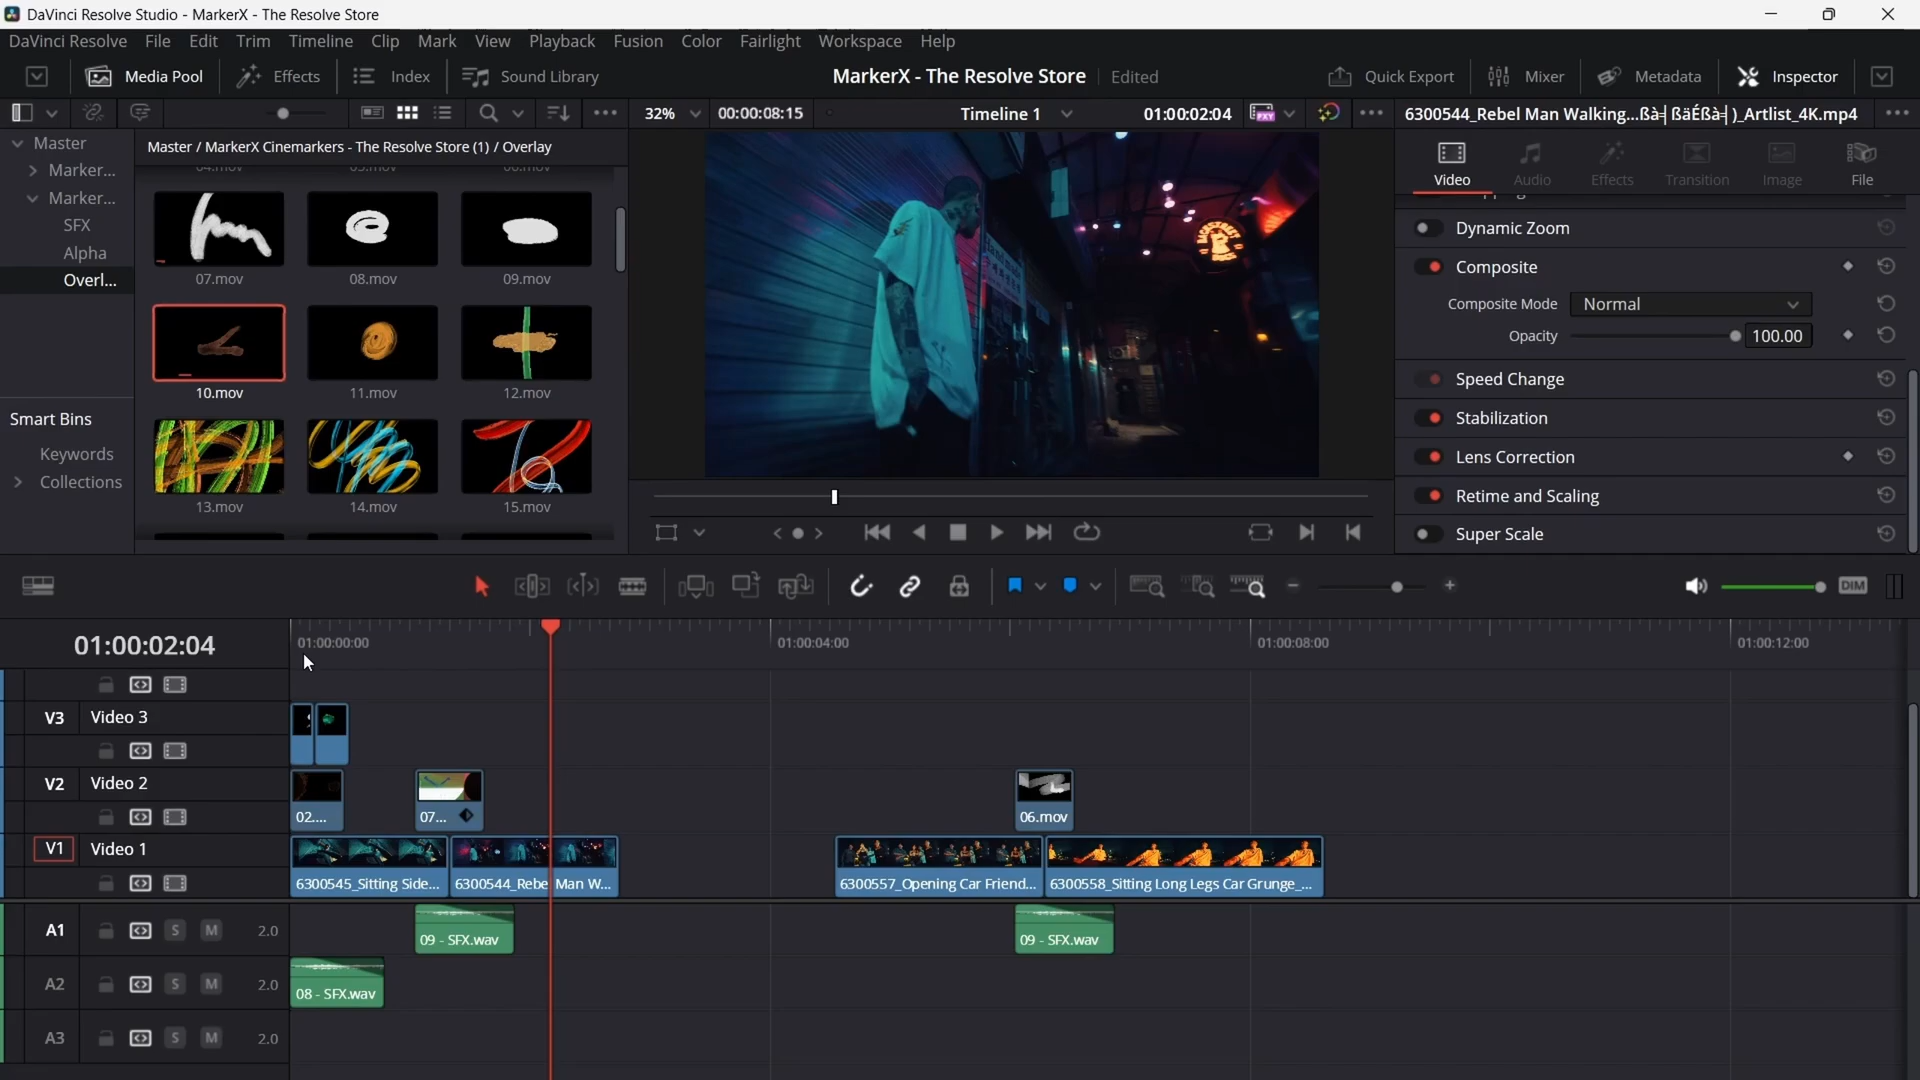 DaVinci Resolve Studio - MarkerX - The Resolve Store
DaVinci Resolve File Edit Trim Timeline Clip Mark View Playback Fusion Color Fairlight Workspace Help
Media Pool Effects Index Sound Library MarkerX - The Resolve Store Edited Quick Export Mixer Metadata Inspector
32% 00:00:08:15 Timeline 1 01:00:02:04 PXY 6300544_Rebel Man Walking...ßà╡ßäÉßà╡)_Artlist_4K.mp4
Master
Marker...
Marker...
SFX
Alpha
Overl...
Smart Bins
Keywords
Collections
Master / MarkerX Cinemarkers - The Resolve Store (1) / Overlay
07.mov 08.mov 09.mov
10.mov 11.mov 12.mov
13.mov 14.mov 15.mov
Video Audio Effects Transition Image File
Dynamic Zoom
Composite
Composite Mode Normal
Opacity 100.00
Speed Change
Stabilization
Lens Correction
Retime and Scaling
Super Scale
DIM
01:00:02:04
01:00:00:00 01:00:04:00 01:00:08:00 01:00:12:00
V3 Video 3
V2 Video 2
02.... 07... 06.mov
V1 Video 1
6300545_Sitting Side... 6300544_Rebe Man W... 6300557_Opening Car Friend... 6300558_Sitting Long Legs Car Grunge_...
A1 S M 2.0
09 - SFX.wav 09 - SFX.wav
A2 S M 2.0
08 - SFX.wav
A3 S M 2.0